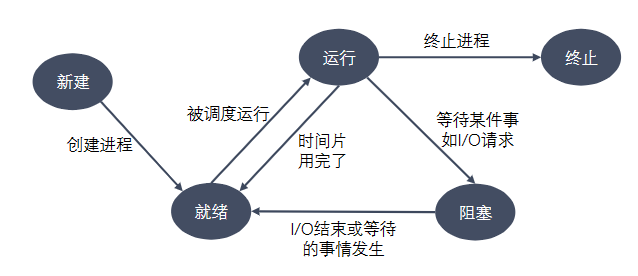 运行
终止进程
终止
新建
被调度运行
等待某件事
如I/O请求
创建进程
时间片
用完了
就绪
阻塞
I/O结束或等待
的事情发生